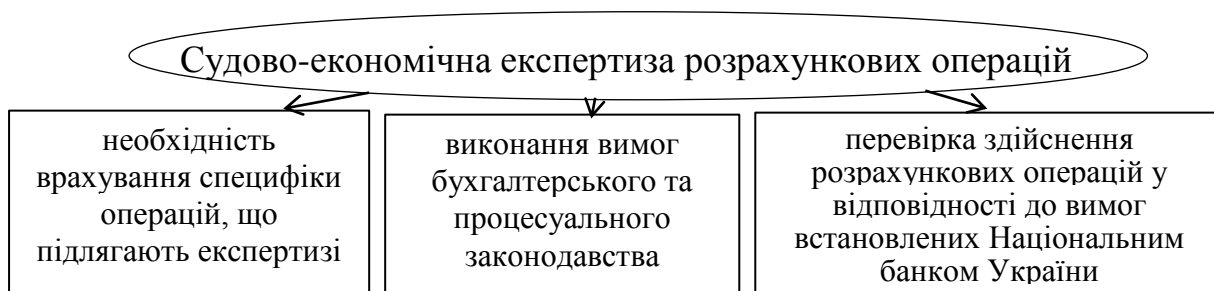 Судово-економічна експертиза розрахункових операцій
необхідність
врахування специфіки
операцій, що
підлягають експертизі
виконання вимог
бухгалтерського та
процесуального
законодавства
перевірка здійснення
розрахункових операцій у
відповідності до вимог
встановлених Національним
банком України